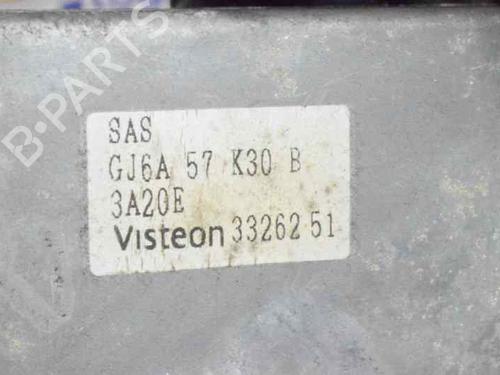 B-PARTS
SAS
GJ6A 57 K30 B
3A20E
Visteon 33262 51